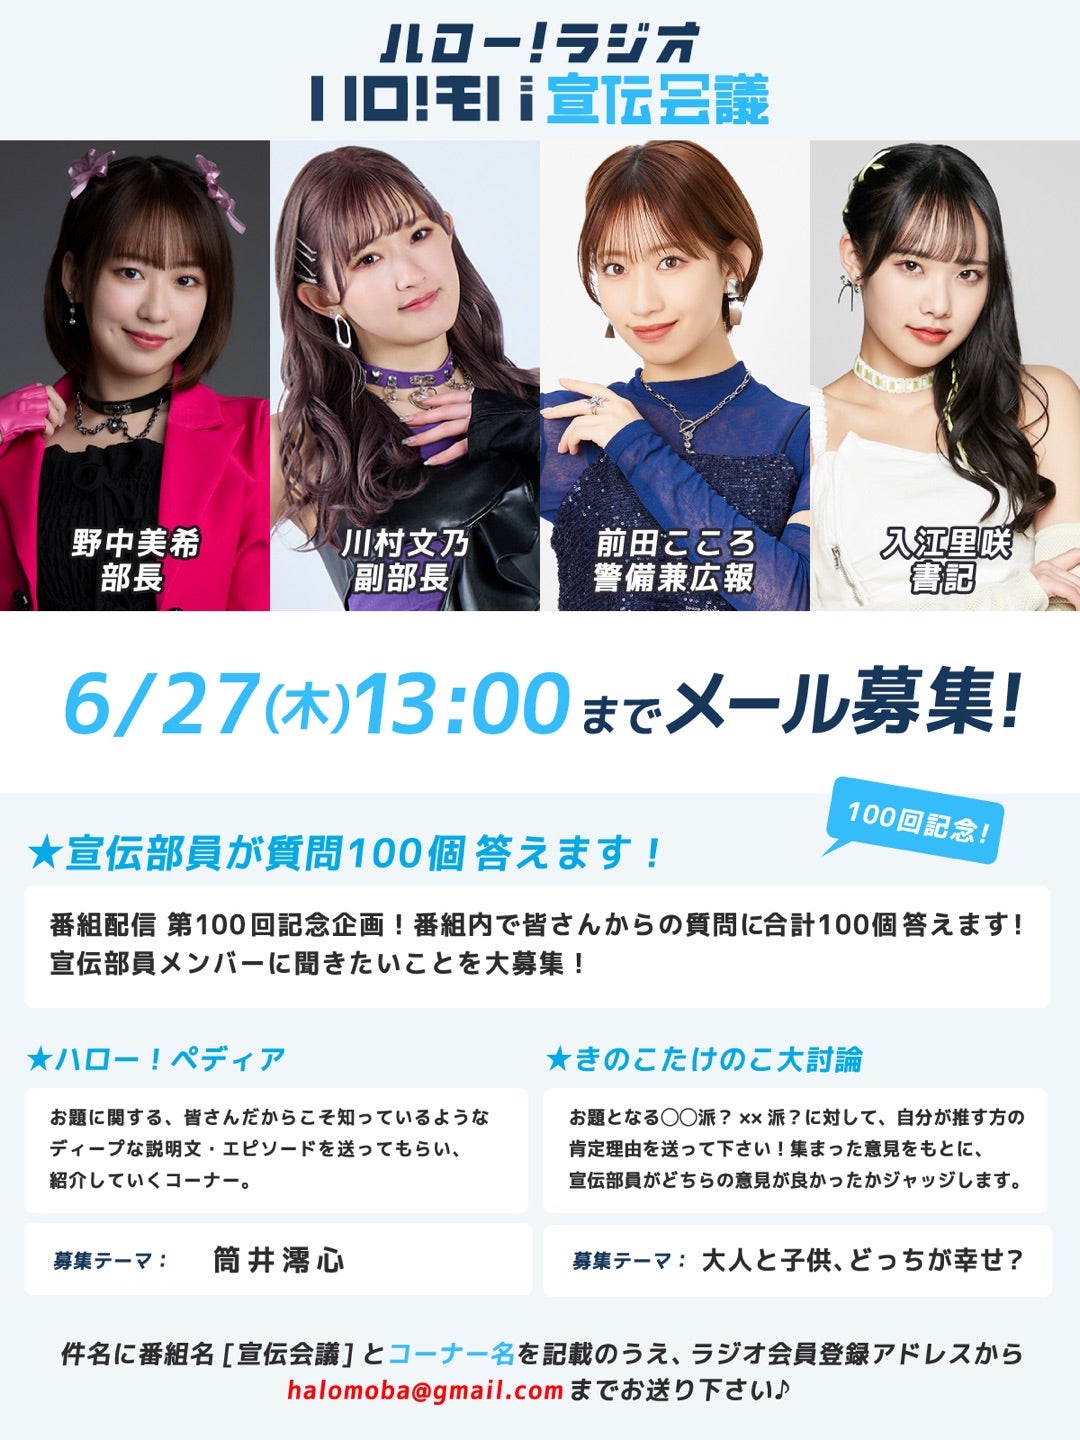 ハロー!ラジオ
ハロ!モバ宣伝会議
野中美希
部長
川村文乃
副部長
前田こころ
警備兼広報
入江里咲
書記
6/27(木)13:00までメール募集!
100回記念!
★宣伝部員が質問100個 答えます！
番組配信 第100回記念企画！番組内で皆さんからの質問に合計100個 答えます!
宣伝部員メンバーに聞きたいことを大募集！
★ハロー！ペディア
お題に関する、皆さんだからこそ知っているような
ディープな説明文・エピソードを送ってもらい、
紹介していくコーナー。
募集テーマ： 筒井澪心
★きのこたけのこ大討論
お題となる◯◯派？××派？に対して、自分が推す方の
肯定理由を送って下さい！集まった意見をもとに、
宣伝部員がどちらの意見が良かったかジャッジします。
募集テーマ： 大人と子供、どっちが幸せ？
件名に番組名 [宣伝会議] とコーナー名を記載のうえ、ラジオ会員登録アドレスから
halomoba@gmail.com までお送り下さい♪